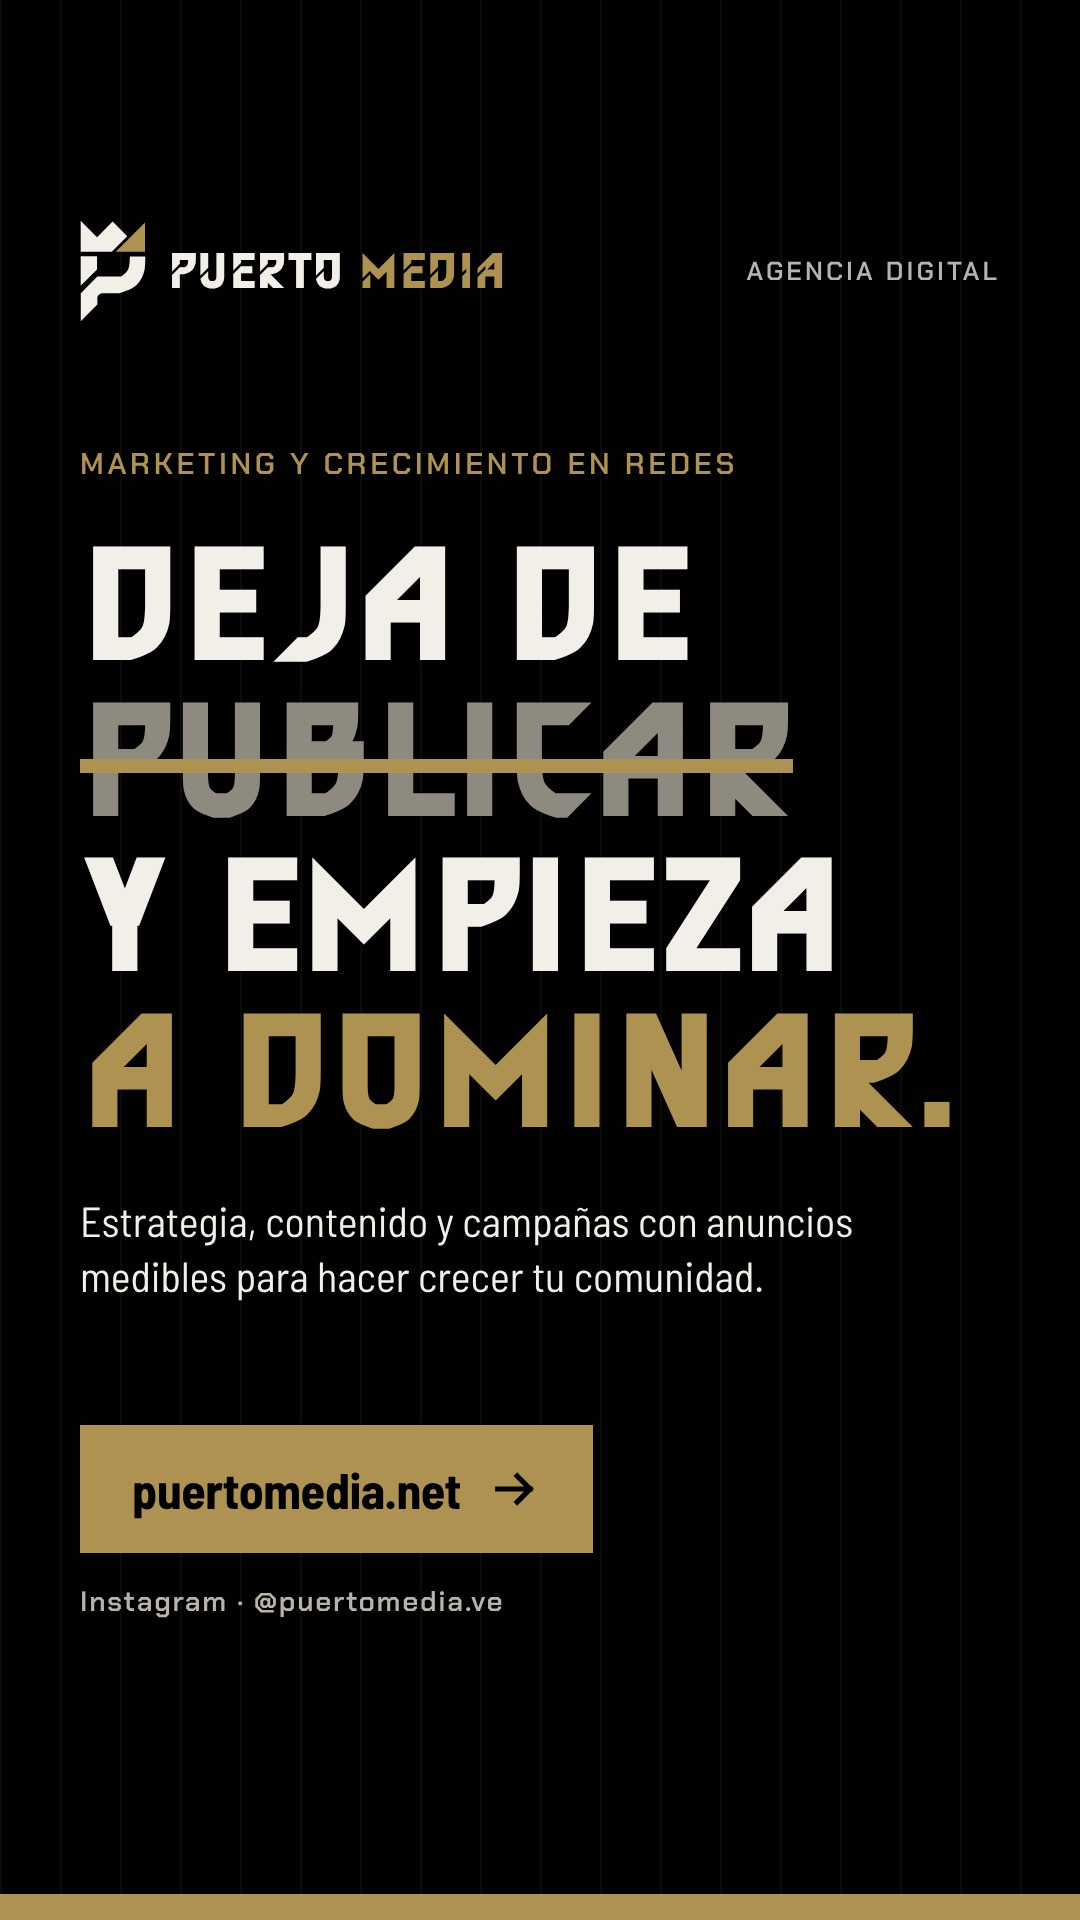 PUERTO MEDIA
AGENCIA DIGITAL
MARKETING Y CRECIMIENTO EN REDES
DEJA DE
PUBLICAR
Y EMPIEZA
A DOMINAR.
Estrategia, contenido y campañas con anuncios
medibles para hacer crecer tu comunidad.
puertomedia.net →
Instagram · @puertomedia.ve